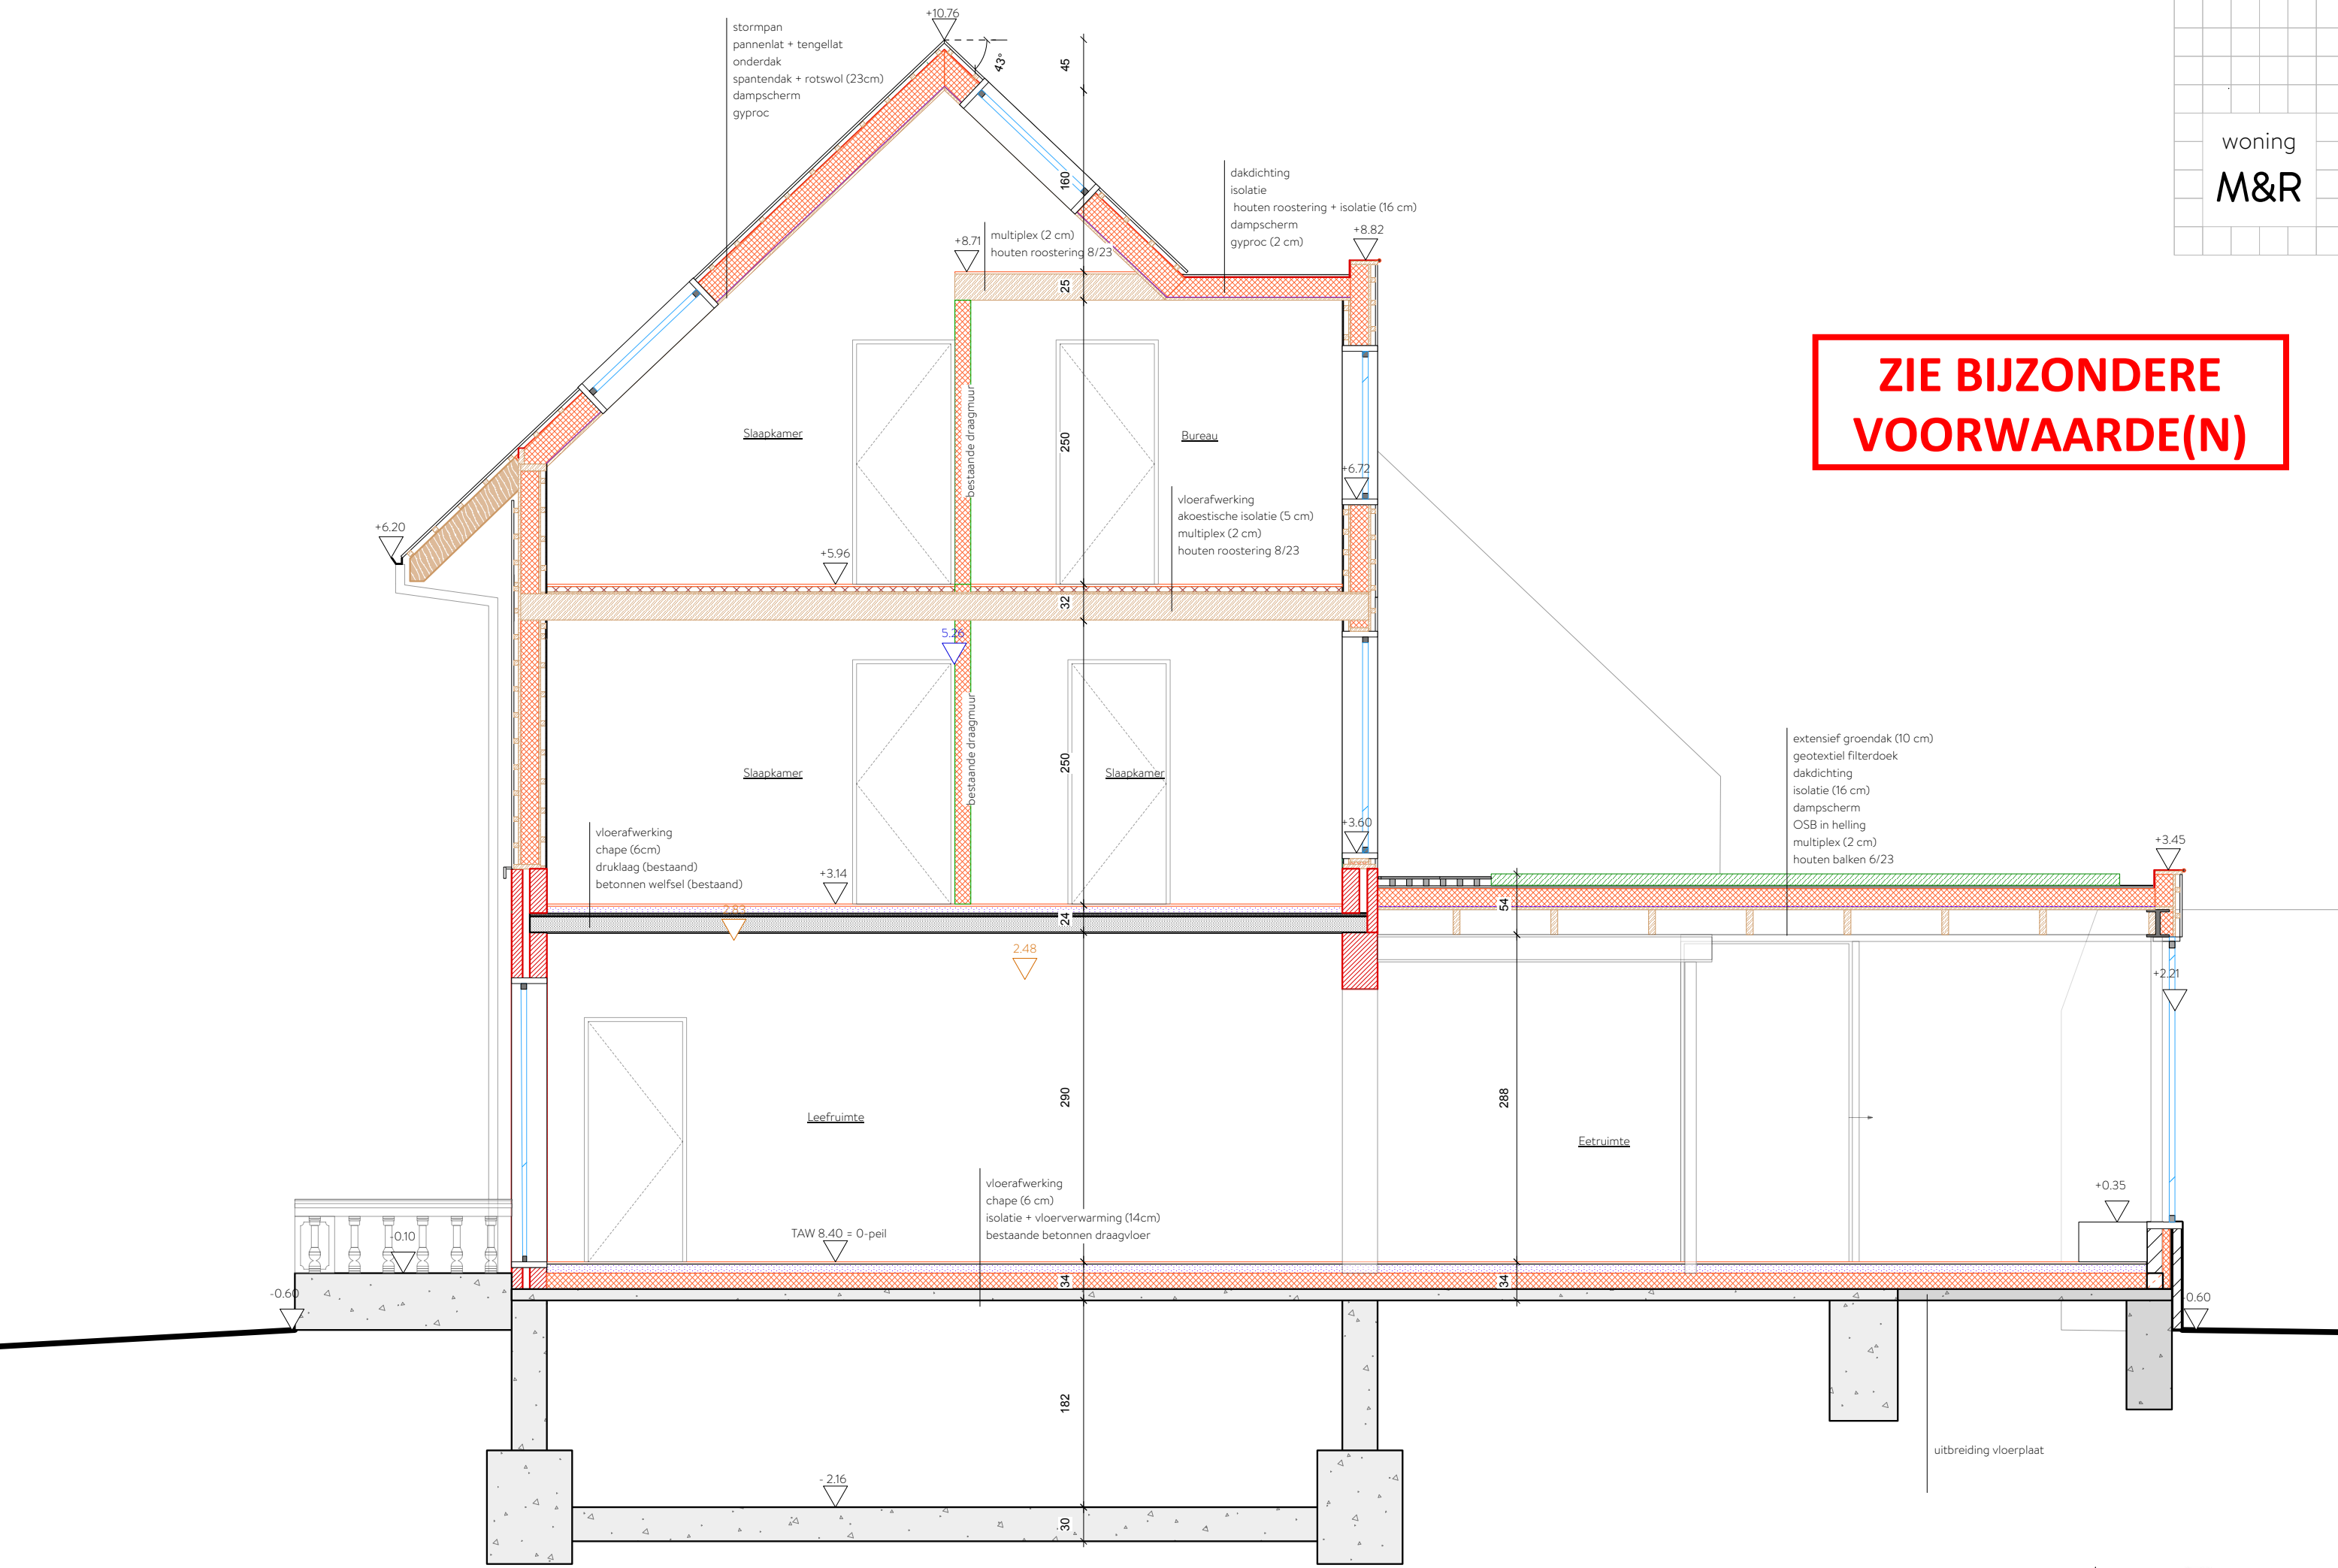 +10.76
stormpan
pannenlat + tengellat
onderdak
spantendak + rotswol (23cm)
dampscherm
gyproc
43°
45
160
25
250
32
250
24
290
34
182
30
woning
M&R
dakdichting
isolatie
houten roostering + isolatie (16 cm)
dampscherm
gyproc (2 cm)
+8.82
+8.71
multiplex (2 cm)
houten roostering 8/23
ZIE BIJZONDERE
VOORWAARDE(N)
Slaapkamer
bestaande draagmuur
Bureau
+6.72
vloerafwerking
akoestische isolatie (5 cm)
multiplex (2 cm)
houten roostering 8/23
+6.20
+5.96
5.26
Slaapkamer
bestaande draagmuur
Slaapkamer
extensief groendak (10 cm)
geotextiel filterdoek
dakdichting
isolatie (16 cm)
dampscherm
OSB in helling
multiplex (2 cm)
houten balken 6/23
+3.60
+3.45
vloerafwerking
chape (6cm)
druklaag (bestaand)
betonnen welfsel (bestaand)
+3.14
2.83
2.48
54
288
34
+2.21
Leefruimte
Eetruimte
vloerafwerking
chape (6 cm)
isolatie + vloerverwarming (14cm)
bestaande betonnen draagvloer
+0.35
TAW 8.40 = 0-peil
-0.10
-0.60
-0.60
uitbreiding vloerplaat
- 2.16